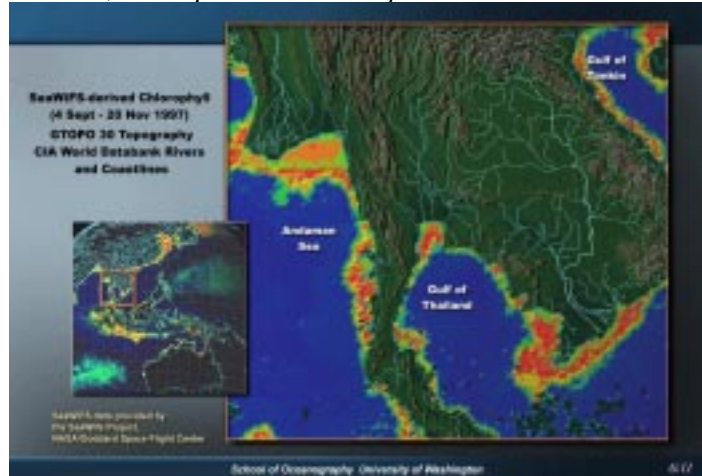 SeaWIFS-derived Chlorophyll
(4 Sept - 20 Nov 1997)
GTOPO 30 Topography
CIA World Databank Rivers
and Coastlines
Gulf of
Tonkin
Andaman
Sea
Gulf of
Thailand
SeaWIFS data provided by
the SeaWIFS Project,
NASA/Goddard Space Flight Center
School of Oceanography University of Washington